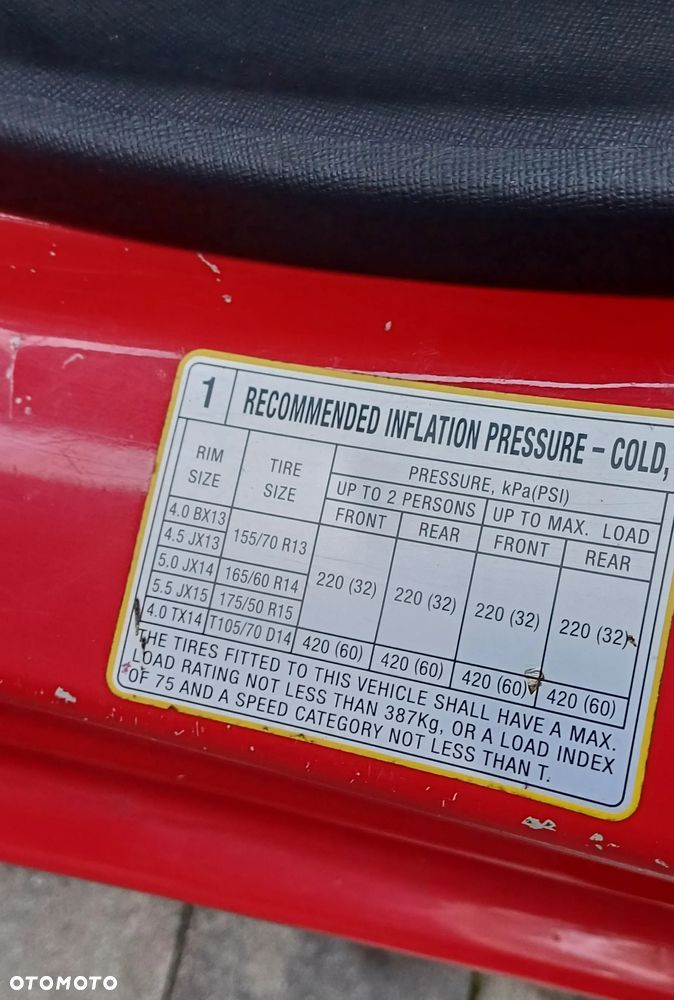 1 RECOMMENDED INFLATION PRESSURE – COLD,
RIM SIZE TIRE SIZE PRESSURE, kPa(PSI)
UP TO 2 PERSONS UP TO MAX. LOAD
FRONT REAR FRONT REAR
4.0 BX13
4.5 JX13 155/70 R13
5.0 JX14 165/60 R14 220 (32) 220 (32) 220 (32) 220 (32)
5.5 JX15 175/50 R15
4.0 TX14 T105/70 D14 420 (60) 420 (60) 420 (60) 420 (60)
THE TIRES FITTED TO THIS VEHICLE SHALL HAVE A MAX.
LOAD RATING NOT LESS THAN 387Kg, OR A LOAD INDEX
OF 75 AND A SPEED CATEGORY NOT LESS THAN T.
OTOMOTO